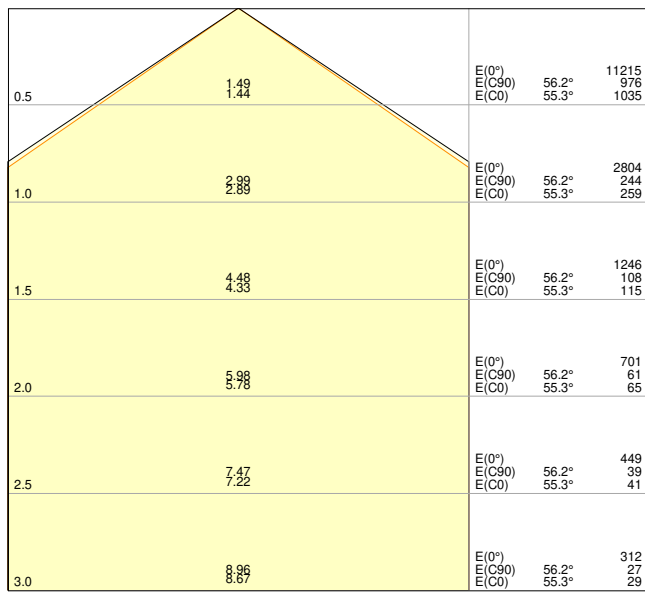 E(0°) 11215
1.49 E(C90) 56.2° 976
0.5 1.44 E(C0) 55.3° 1035
E(0°) 2804
2.99 E(C90) 56.2° 244
1.0 2.89 E(C0) 55.3° 259
E(0°) 1246
4.48 E(C90) 56.2° 108
1.5 4.33 E(C0) 55.3° 115
E(0°) 701
5.98 E(C90) 56.2° 61
2.0 5.78 E(C0) 55.3° 65
E(0°) 449
7.47 E(C90) 56.2° 39
2.5 7.22 E(C0) 55.3° 41
E(0°) 312
8.96 E(C90) 56.2° 27
3.0 8.67 E(C0) 55.3° 29